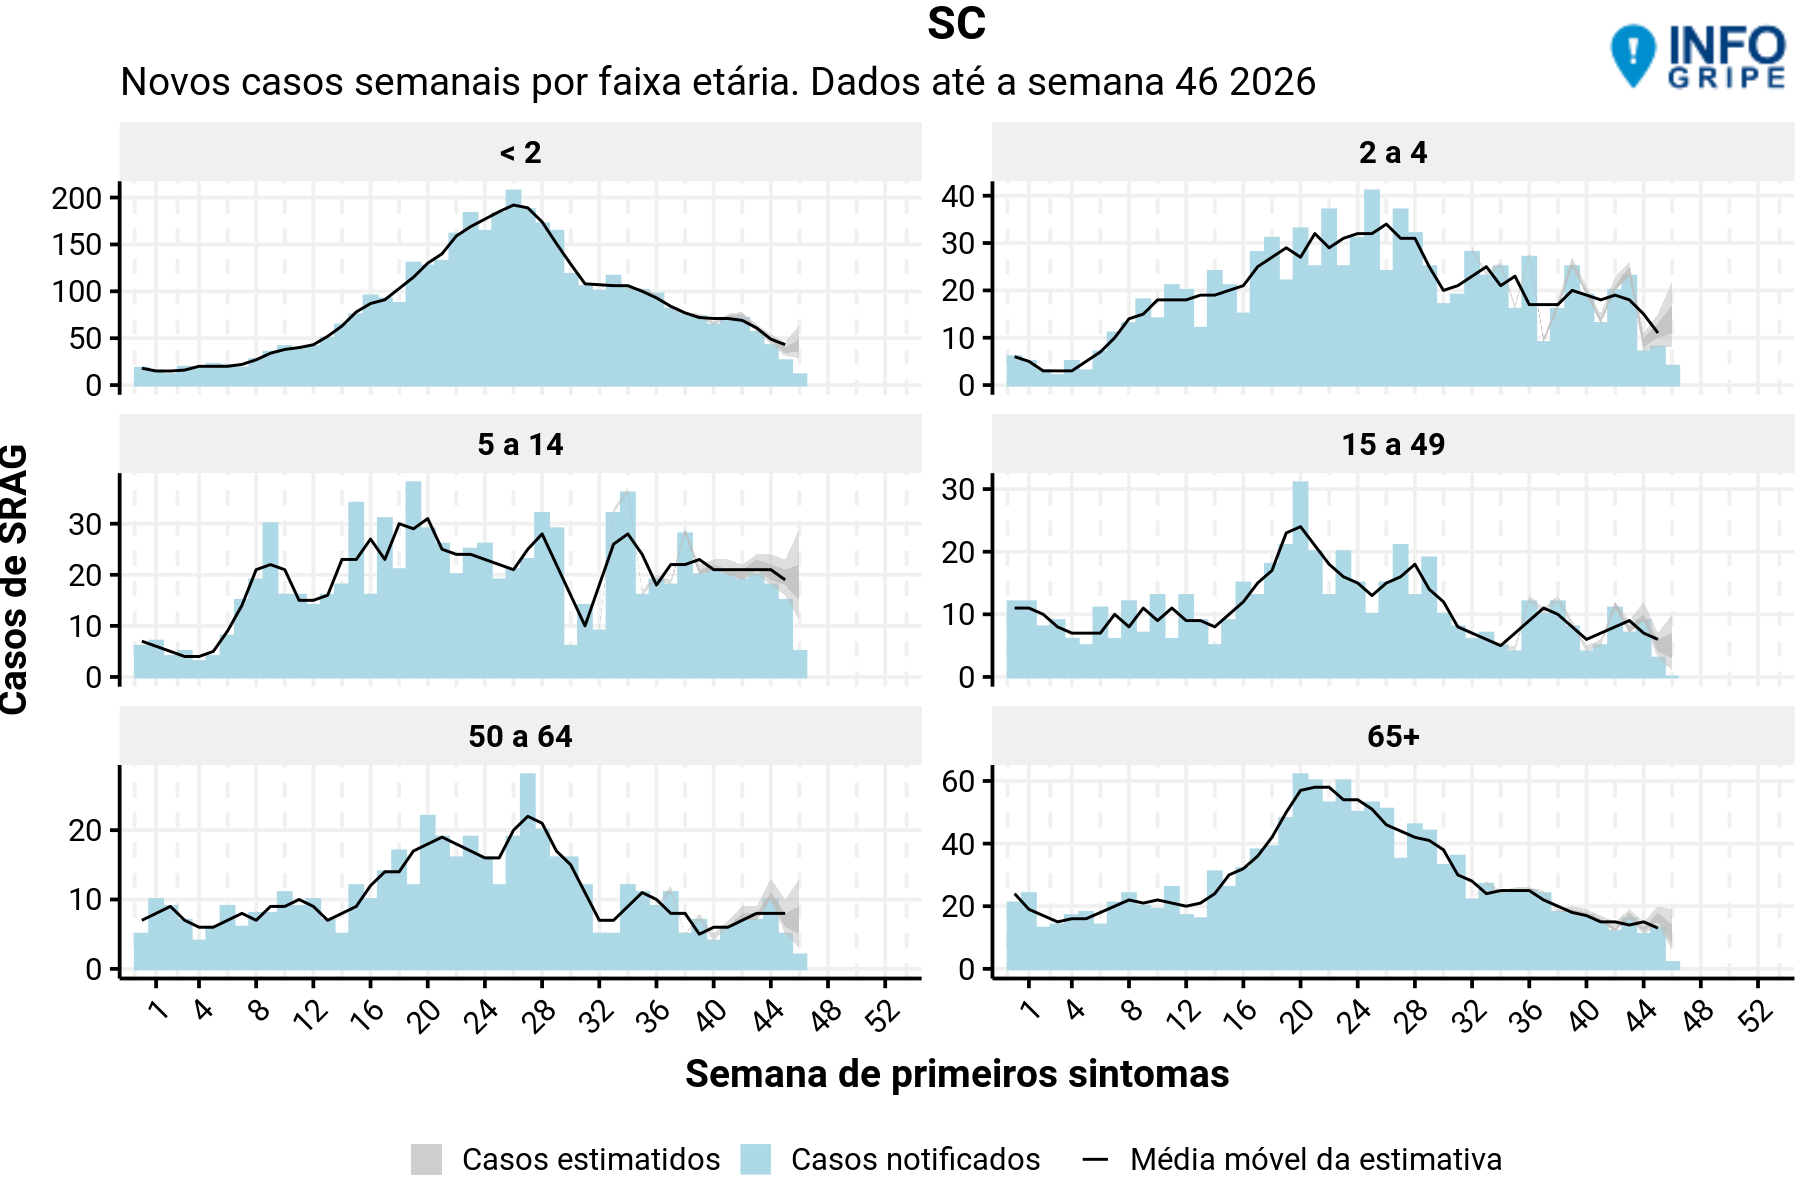 SC
INFO
GRIPE
Novos casos semanais por faixa etária. Dados até a semana 46 2026
< 2
2 a 4
200
150
100
50
0
40
30
20
10
0
5 a 14
15 a 49
30
20
10
0
30
20
10
0
50 a 64
65+
20
10
0
60
40
20
0
Casos de SRAG
1 4 8 12 16 20 24 28 32 36 40 44 48 52
1 4 8 12 16 20 24 28 32 36 40 44 48 52
Semana de primeiros sintomas
Casos estimatidos Casos notificados Média móvel da estimativa